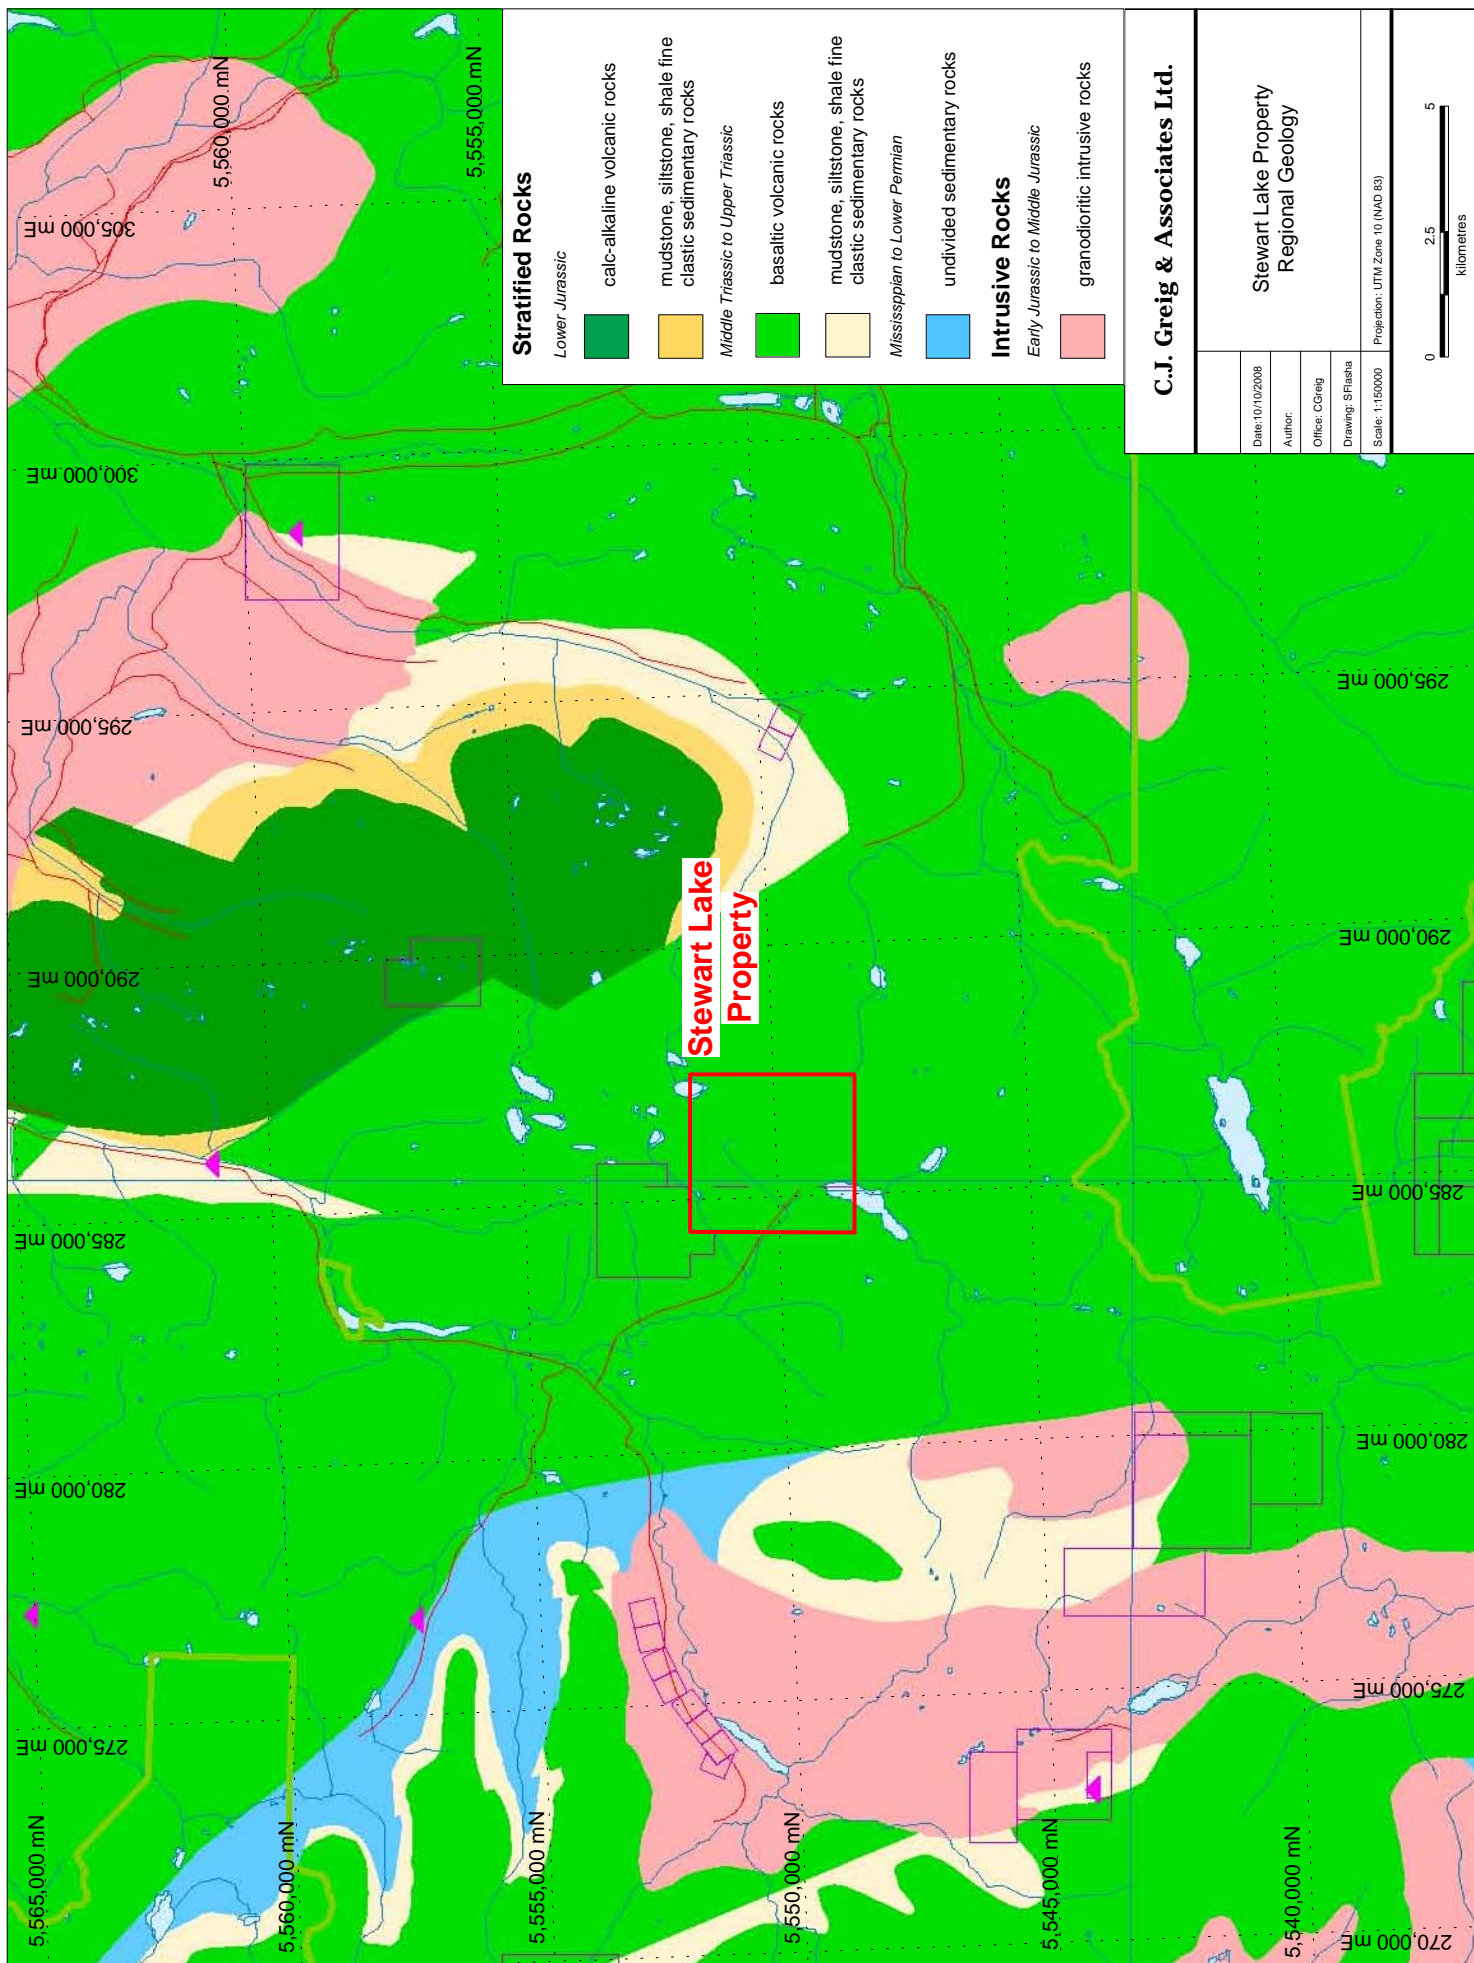 5,565,000 mN
5,560,000 mN
5,555,000 mN
5,550,000 mN
5,545,000 mN
5,540,000 mN
270,000 mE
275,000 mE
275,000 mE
280,000 mE
280,000 mE
285,000 mE
285,000 mE
290,000 mE
290,000 mE
295,000 mE
295,000 mE
300,000 mE
305,000 mE
5,560,000 mN
5,555,000 mN
Stewart Lake
Property
Stratified Rocks
Lower Jurassic
calc-alkaline volcanic rocks
mudstone, siltstone, shale fine
clastic sedimentary rocks
Middle Triassic to Upper Triassic
basaltic volcanic rocks
mudstone, siltstone, shale fine
clastic sedimentary rocks
Mississppian to Lower Permian
undivided sedimentary rocks
Intrusive Rocks
Early Jurassic to Middle Jurassic
granodioritic intrusive rocks
C.J. Greig & Associates Ltd.
Date:10/10/2008
Author:
Office: CGreig
Drawing: SFlasha
Scale: 1:150000
Stewart Lake Property
Regional Geology
Projection: UTM Zone 10 (NAD 83)
0
2.5
5
kilometres